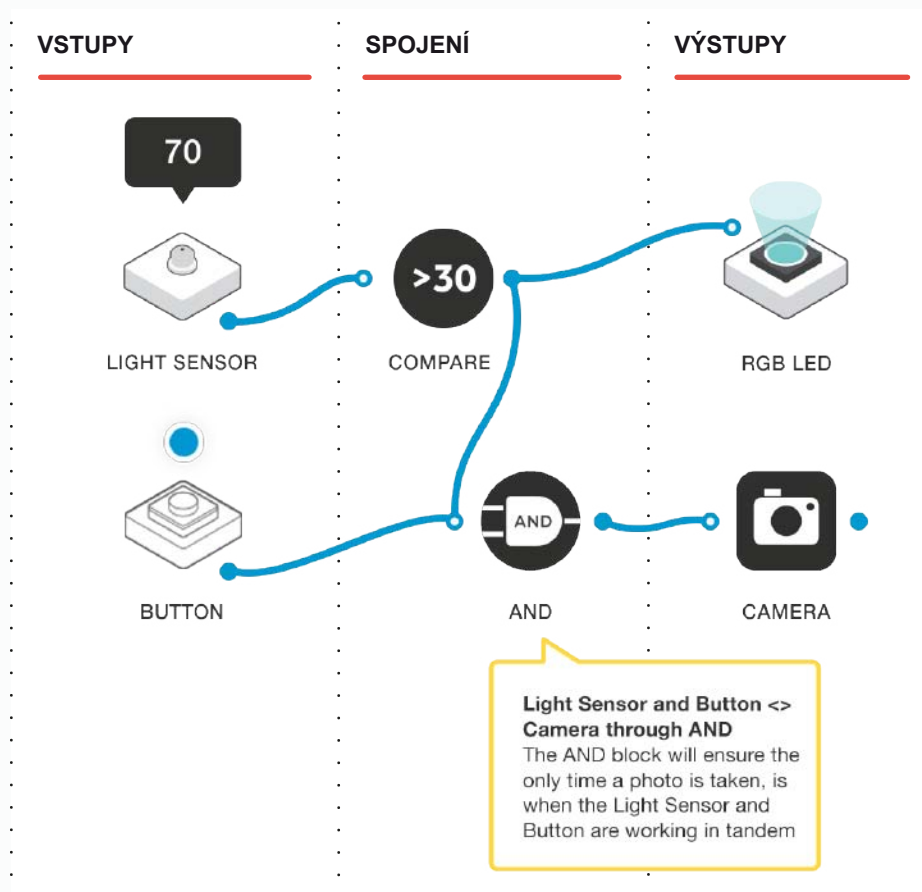 VSTUPY
SPOJENÍ
VÝSTUPY
70
>30
LIGHT SENSOR
COMPARE
RGB LED
AND
BUTTON
AND
CAMERA
Light Sensor and Button <>
Camera through AND
The AND block will ensure the
only time a photo is taken, is
when the Light Sensor and
Button are working in tandem